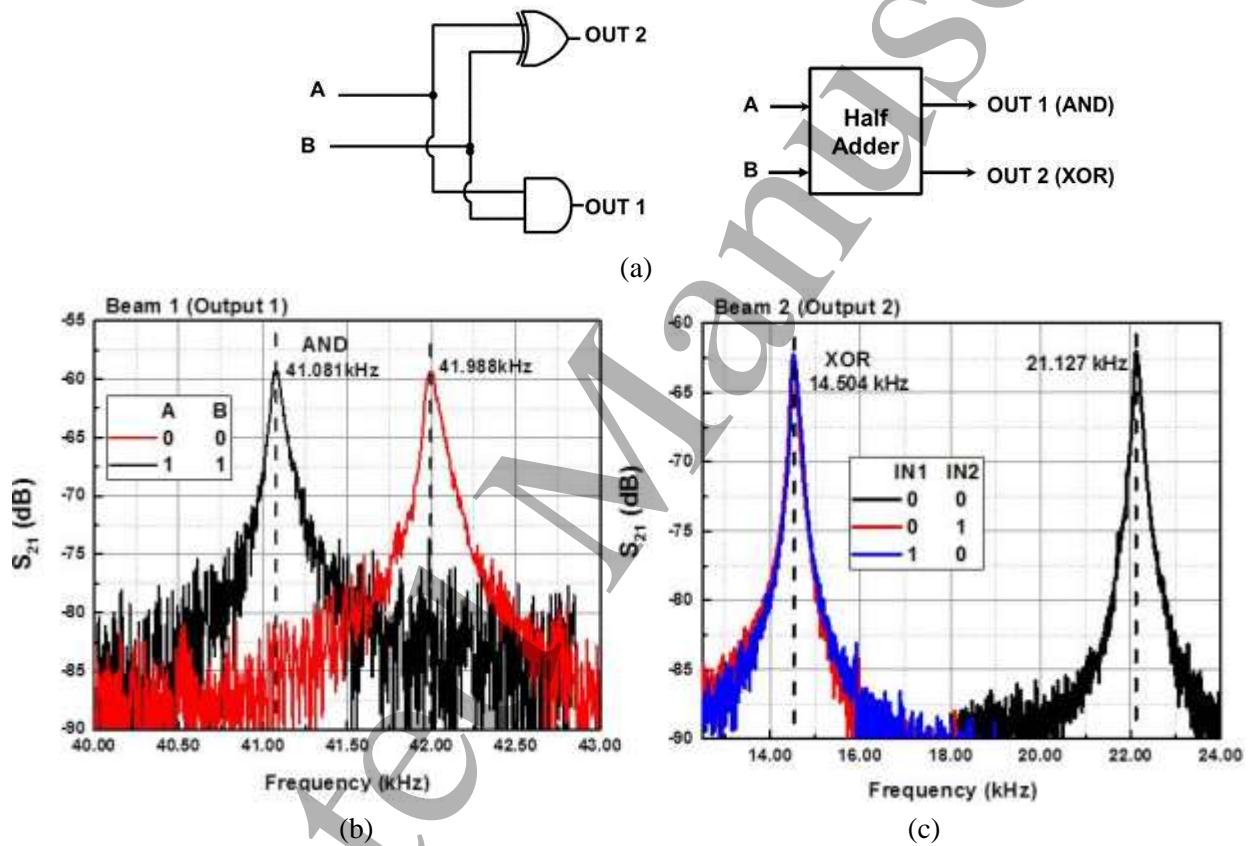 A
B
OUT 2
OUT 1
A
B
Half
Adder
OUT 1 (AND)
OUT 2 (XOR)
(a)
Beam 1 (Output 1)
S21 (dB)
-55
-60
-65
-70
-75
-80
-85
-90
AND
41.081kHz
41.988kHz
A B
0 0
1 1
40.00 40.50 41.00 41.50 42.00 42.50 43.00
Frequency (kHz)
(b)
Beam 2 (Output 2)
S21 (dB)
-60
-65
-70
-75
-80
-85
-90
XOR
14.504 kHz
21.127 kHz
IN1 IN2
0 0
0 1
1 0
14.00 16.00 18.00 20.00 22.00 24.00
Frequency (kHz)
(c)